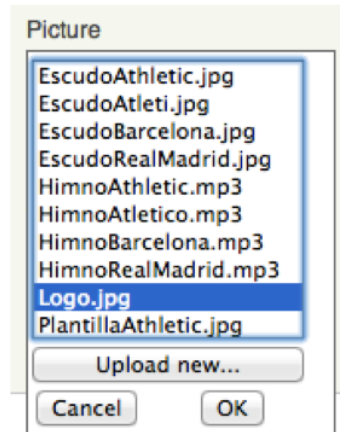 Picture
EscudoAthletic.jpg
EscudoAtleti.jpg
EscudoBarcelona.jpg
EscudoRealMadrid.jpg
HimnoAthletic.mp3
HimnoAtletico.mp3
HimnoBarcelona.mp3
HimnoRealMadrid.mp3
Logo.jpg
PlantillaAthletic.jpg
Upload new...
Cancel OK